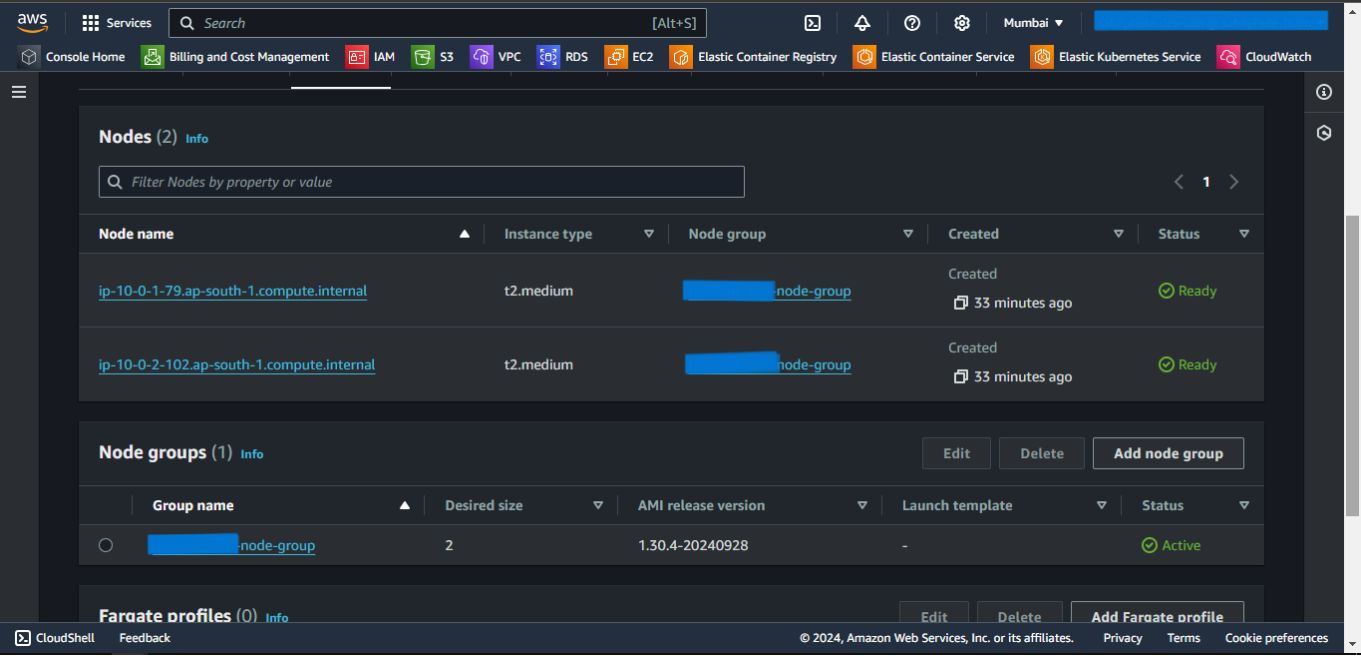 aws Services Search [Alt+S] Mumbai ▼
Console Home Billing and Cost Management IAM S3 VPC RDS EC2 Elastic Container Registry Elastic Container Service Elastic Kubernetes Service CloudWatch
Nodes (2) Info
Filter Nodes by property or value
1
Node name Instance type Node group Created Status
Created
ip-10-0-1-79.ap-south-1.compute.internal t2.medium -node-group 33 minutes ago Ready
Created
ip-10-0-2-102.ap-south-1.compute.internal t2.medium node-group 33 minutes ago Ready
Node groups (1) Info Edit Delete Add node group
Group name Desired size AMI release version Launch template Status
-node-group 2 1.30.4-20240928 - Active
Fargate profiles (0) Info Edit Delete Add Fargate profile
CloudShell Feedback © 2024, Amazon Web Services, Inc. or its affiliates. Privacy Terms Cookie preferences